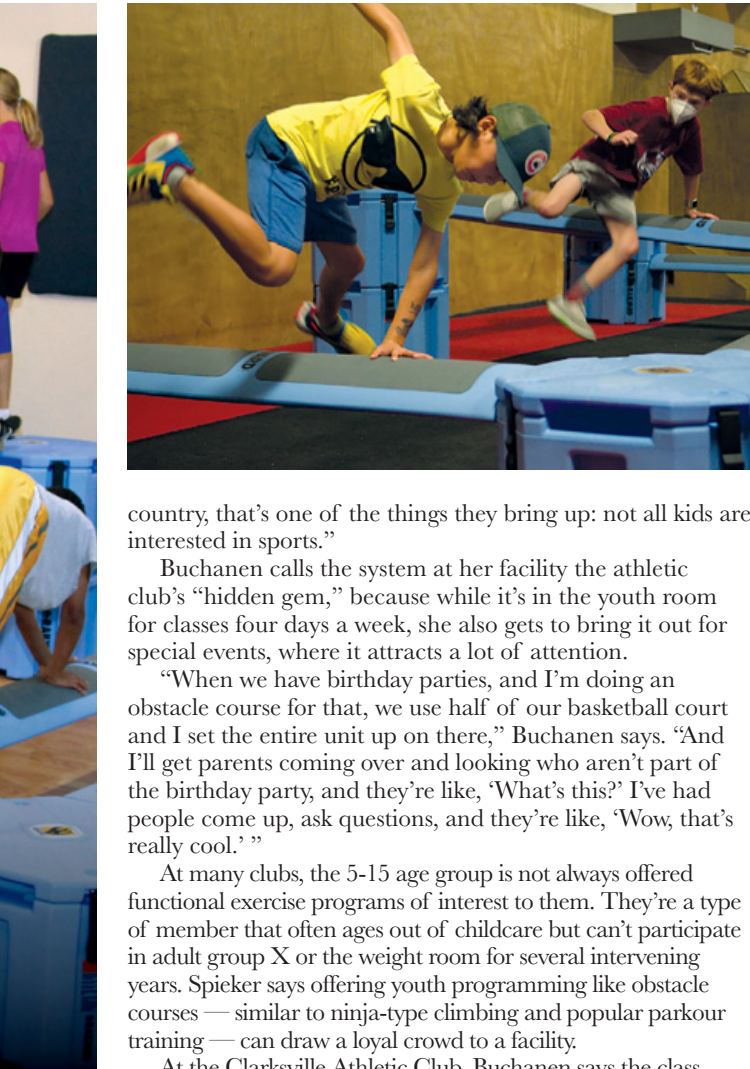 country, that’s one of the things they bring up: not all kids are
interested in sports.”
Buchanen calls the system at her facility the athletic
club’s “hidden gem,” because while it’s in the youth room
for classes four days a week, she also gets to bring it out for
special events, where it attracts a lot of attention.
“When we have birthday parties, and I’m doing an
obstacle course for that, we use half of our basketball court
and I set the entire unit up on there,” Buchanen says. “And
I’ll get parents coming over and looking who aren’t part of
the birthday party, and they’re like, ‘What’s this?’ I’ve had
people come up, ask questions, and they’re like, ‘Wow, that’s
really cool.’ ”
At many clubs, the 5-15 age group is not always offered
functional exercise programs of interest to them. They’re a type
of member that often ages out of childcare but can’t participate
in adult group X or the weight room for several intervening
years. Spieker says offering youth programming like obstacle
courses — similar to ninja-type climbing and popular parkour
training — can draw a loyal crowd to a facility.
At the Clarksville Athletic Club, Buchanen says the class